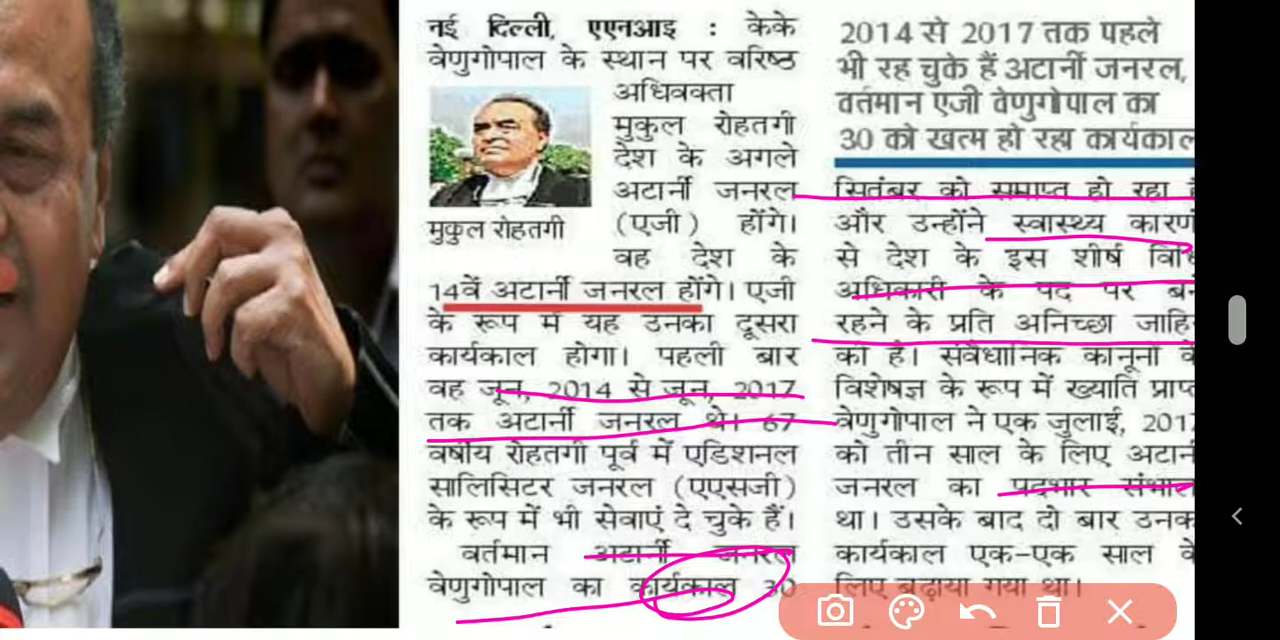 नई दिल्ली, एएनआइ : केके
वेणुगोपाल के स्थान पर वरिष्ठ
अधिवक्ता
मुकुल रोहतगी
देश के अगले
अटार्नी जनरल
(एजी) होंगे।
वह देश के
मुकुल रोहतगी
14वें अटार्नी जनरल होंगे। एजी
के रूप में यह उनका दूसरा
कार्यकाल होगा। पहली बार
वह जून, 2014 से जून, 2017
तक अटार्नी जनरल थे। 67
वर्षीय रोहतगी पूर्व में एडिशनल
सालिसिटर जनरल (एएसजी)
के रूप में भी सेवाएं दे चुके हैं।
वर्तमान अटार्नी जनरल
वेणुगोपाल का कार्यकाल 30
2014 से 2017 तक पहले
भी रह चुके हैं अटार्नी जनरल,
वर्तमान एजी वेणुगोपाल का
30 को खत्म हो रहा कार्यकाल
सितंबर को समाप्त हो रहा
और उन्होंने स्वास्थ्य
से देश के इस शीर्ष
अधिकारी के पद पर
रहने के प्रति अनिच्छा
की है। संवैधानिक कानूनों
विशेषज्ञ के रूप में ख्याति
वेणुगोपाल ने एक जुलाई, 2017
को तीन साल के लिए
जनरल का पदभार
था। उसके बाद दो बार
कार्यकाल एक-एक साल
लिए बढ़ाया गया था।